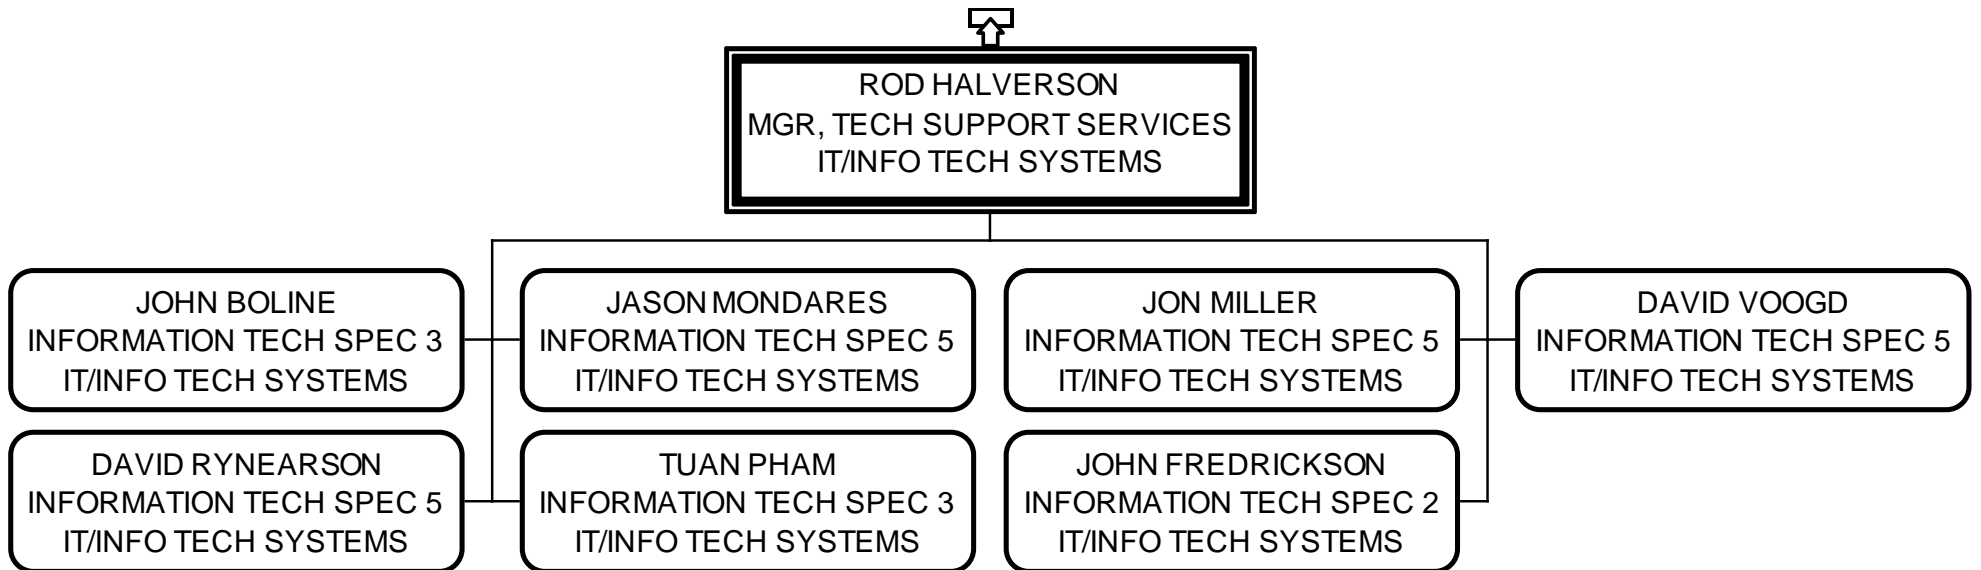 ROD HALVERSON
MGR, TECH SUPPORT SERVICES
IT/INFO TECH SYSTEMS
JOHN BOLINE
INFORMATION TECH SPEC 3
IT/INFO TECH SYSTEMS
JASON MONDARES
INFORMATION TECH SPEC 5
IT/INFO TECH SYSTEMS
JON MILLER
INFORMATION TECH SPEC 5
IT/INFO TECH SYSTEMS
DAVID VOOGD
INFORMATION TECH SPEC 5
IT/INFO TECH SYSTEMS
DAVID RYNEARSON
INFORMATION TECH SPEC 5
IT/INFO TECH SYSTEMS
TUAN PHAM
INFORMATION TECH SPEC 3
IT/INFO TECH SYSTEMS
JOHN FREDRICKSON
INFORMATION TECH SPEC 2
IT/INFO TECH SYSTEMS